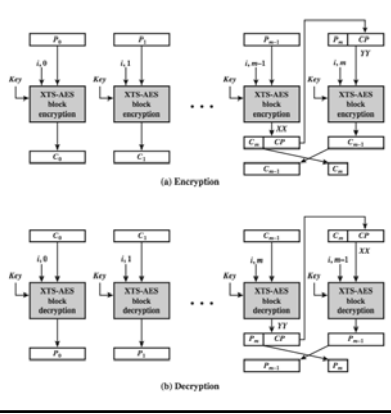 P0 P1 Pm−1 Pm CP
i, 0 i, 1 i, m−1 i, m YY
Key Key Key Key
XTS-AES block encryption XTS-AES block encryption XTS-AES block encryption XTS-AES block encryption
• • •
XX
C0 C1 Cm CP Cm−1
Cm−1 Cm
(a) Encryption
C0 C1 Cm−1 Cm CP
i, 0 i, 1 i, m i, m−1 XX
Key Key Key Key
XTS-AES block decryption XTS-AES block decryption XTS-AES block decryption XTS-AES block decryption
• • •
YY
P0 P1 Pm CP Pm−1
Pm−1 Pm
(b) Decryption